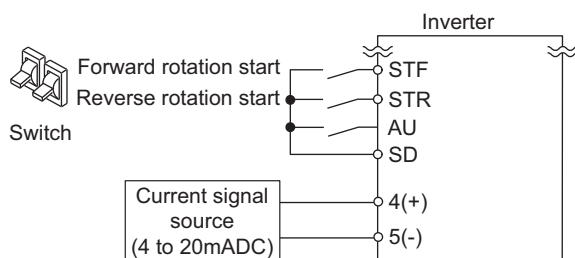 Inverter
Forward rotation start
STF
Reverse rotation start
STR
Switch
AU
SD
Current signal
source
(4 to 20mADC)
4(+)
5(-)